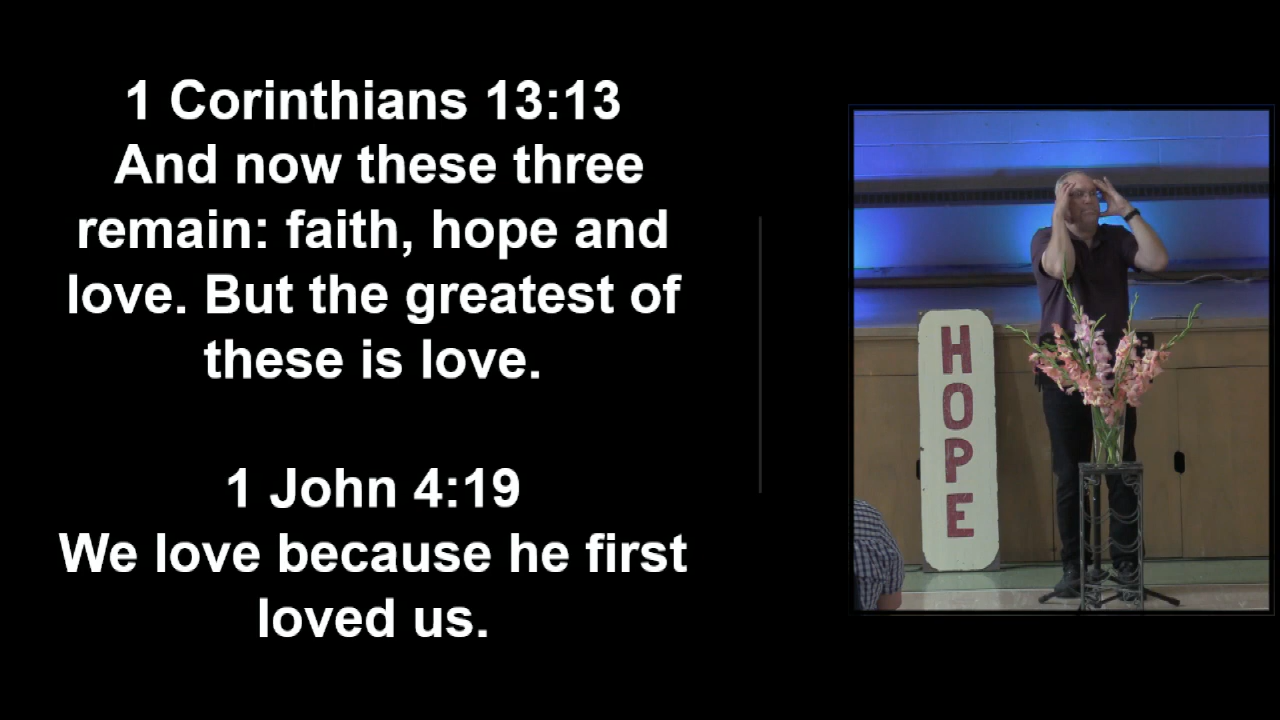 1 Corinthians 13:13
And now these three
remain: faith, hope and
love. But the greatest of
these is love.
1 John 4:19
We love because he first
loved us.
HOPE